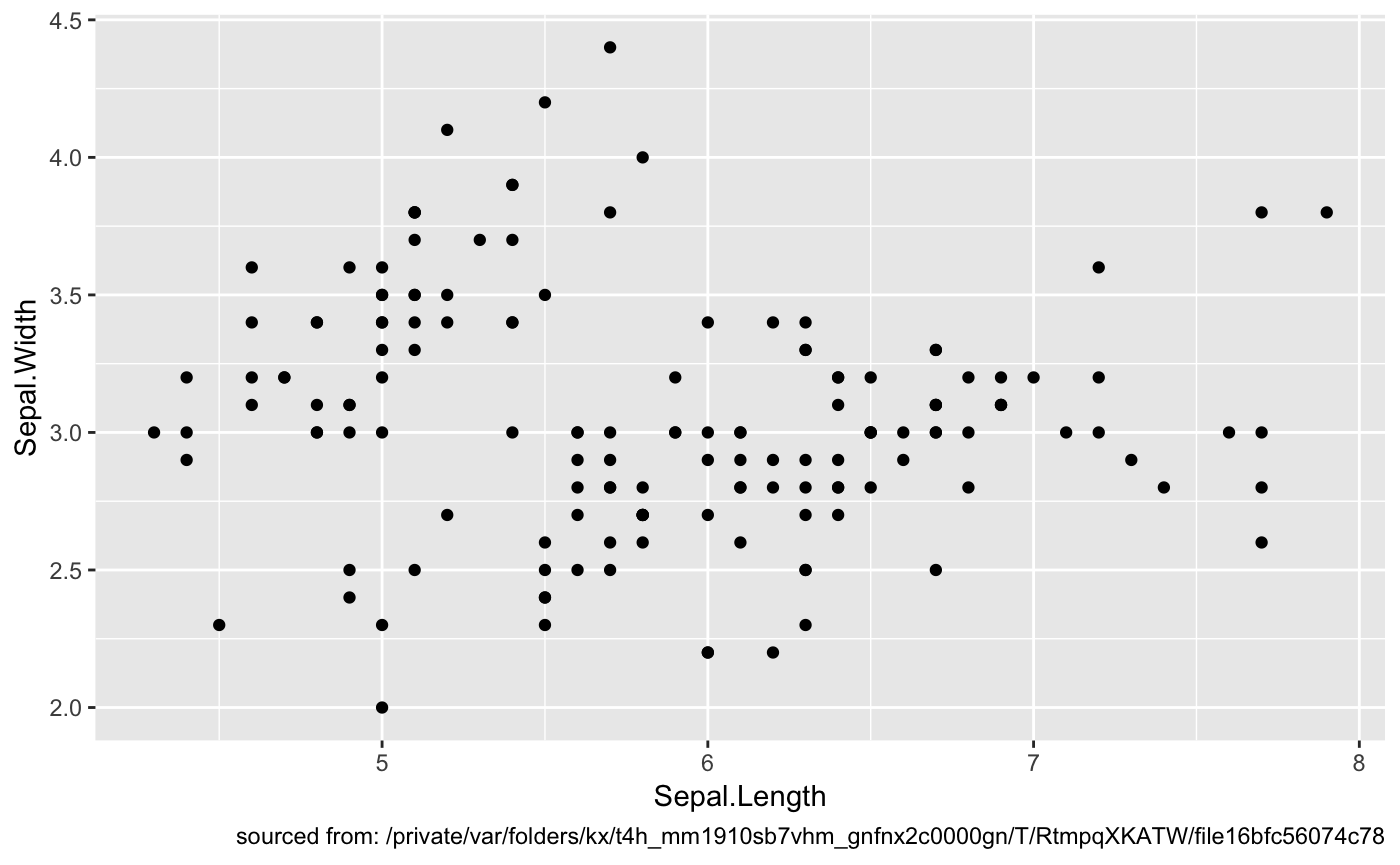 4.5
4.0
3.5
3.0
2.5
2.0
Sepal.Width
5 6 7 8
Sepal.Length
sourced from: /private/var/folders/kx/t4h_mm1910sb7vhm_gnfnx2c0000gn/T/RtmpqXKATW/file16bfc56074c78